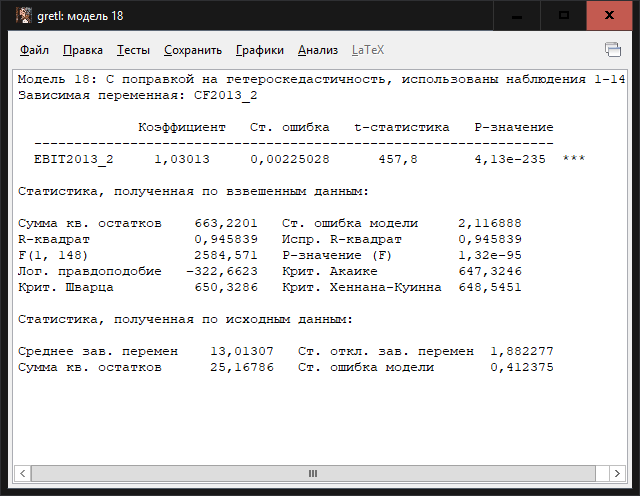 gretl: модель 18
Файл Правка Тесты Сохранить Графики Анализ LaTeX
Модель 18: С поправкой на гетероскедастичность, использованы наблюдения 1-14
Зависимая переменная: CF2013_2
Коэффициент Ст. ошибка t-статистика P-значение
EBIT2013_2 1,03013 0,00225028 457,8 4,13e-235 ***
Статистика, полученная по взвешенным данным:
Сумма кв. остатков 663,2201 Ст. ошибка модели 2,116888
R-квадрат 0,945839 Испр. R-квадрат 0,945839
F(1, 148) 2584,571 P-значение (F) 1,32e-95
Лог. правдоподобие -322,6623 Крит. Акаике 647,3246
Крит. Шварца 650,3286 Крит. Хеннана-Куинна 648,5451
Статистика, полученная по исходным данным:
Среднее зав. перемен 13,01307 Ст. откл. зав. перемен 1,882277
Сумма кв. остатков 25,16786 Ст. ошибка модели 0,412375